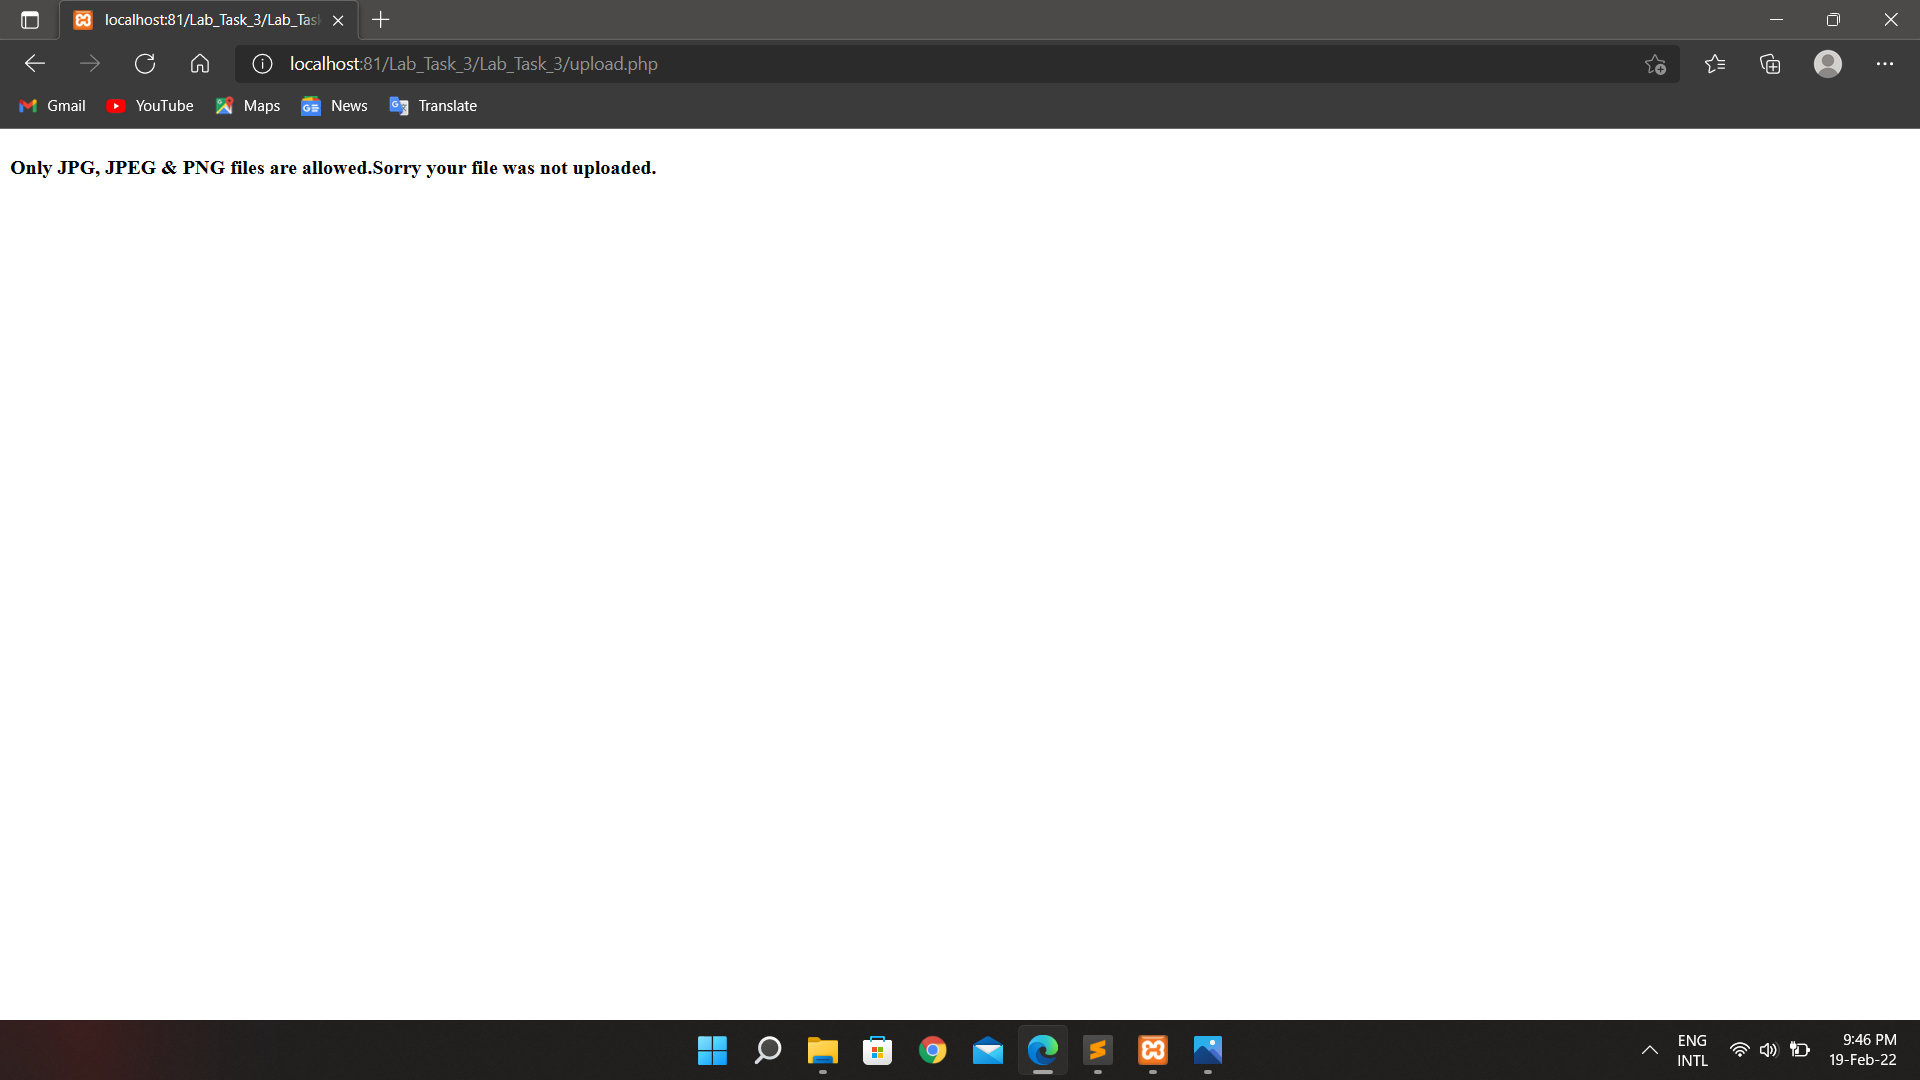 localhost:81/Lab_Task_3/Lab_Tas
localhost:81/Lab_Task_3/Lab_Task_3/upload.php
Gmail YouTube Maps News Translate
Only JPG, JPEG & PNG files are allowed.Sorry your file was not uploaded.
ENG
INTL
9:46 PM
19-Feb-22